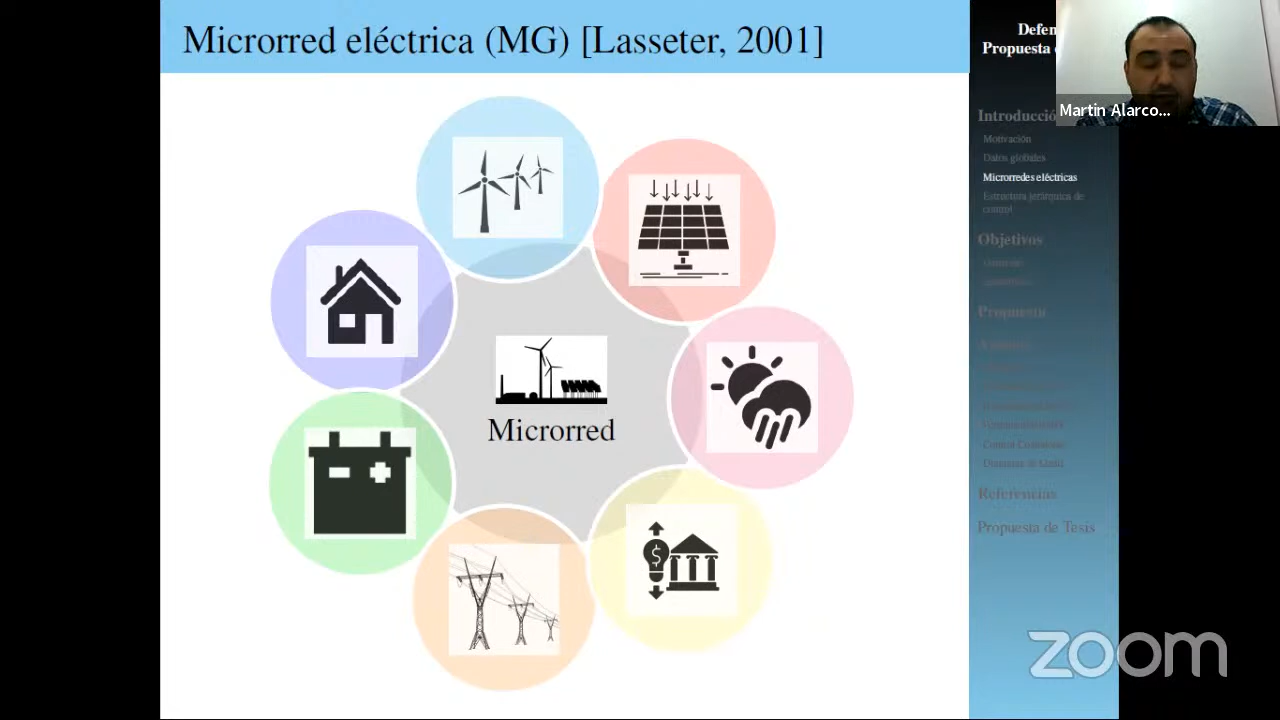 Microrred eléctrica (MG) [Lasseter, 2001]
Microrred
Defen
Propuesta
Martin Alarco...
Introducció
Motivación
Datos globales
Microrredes eléctricas
Estructura jerárquica de
control
Objetivos
Propuesta
Referencias
Propuesta de Tesis
zoom